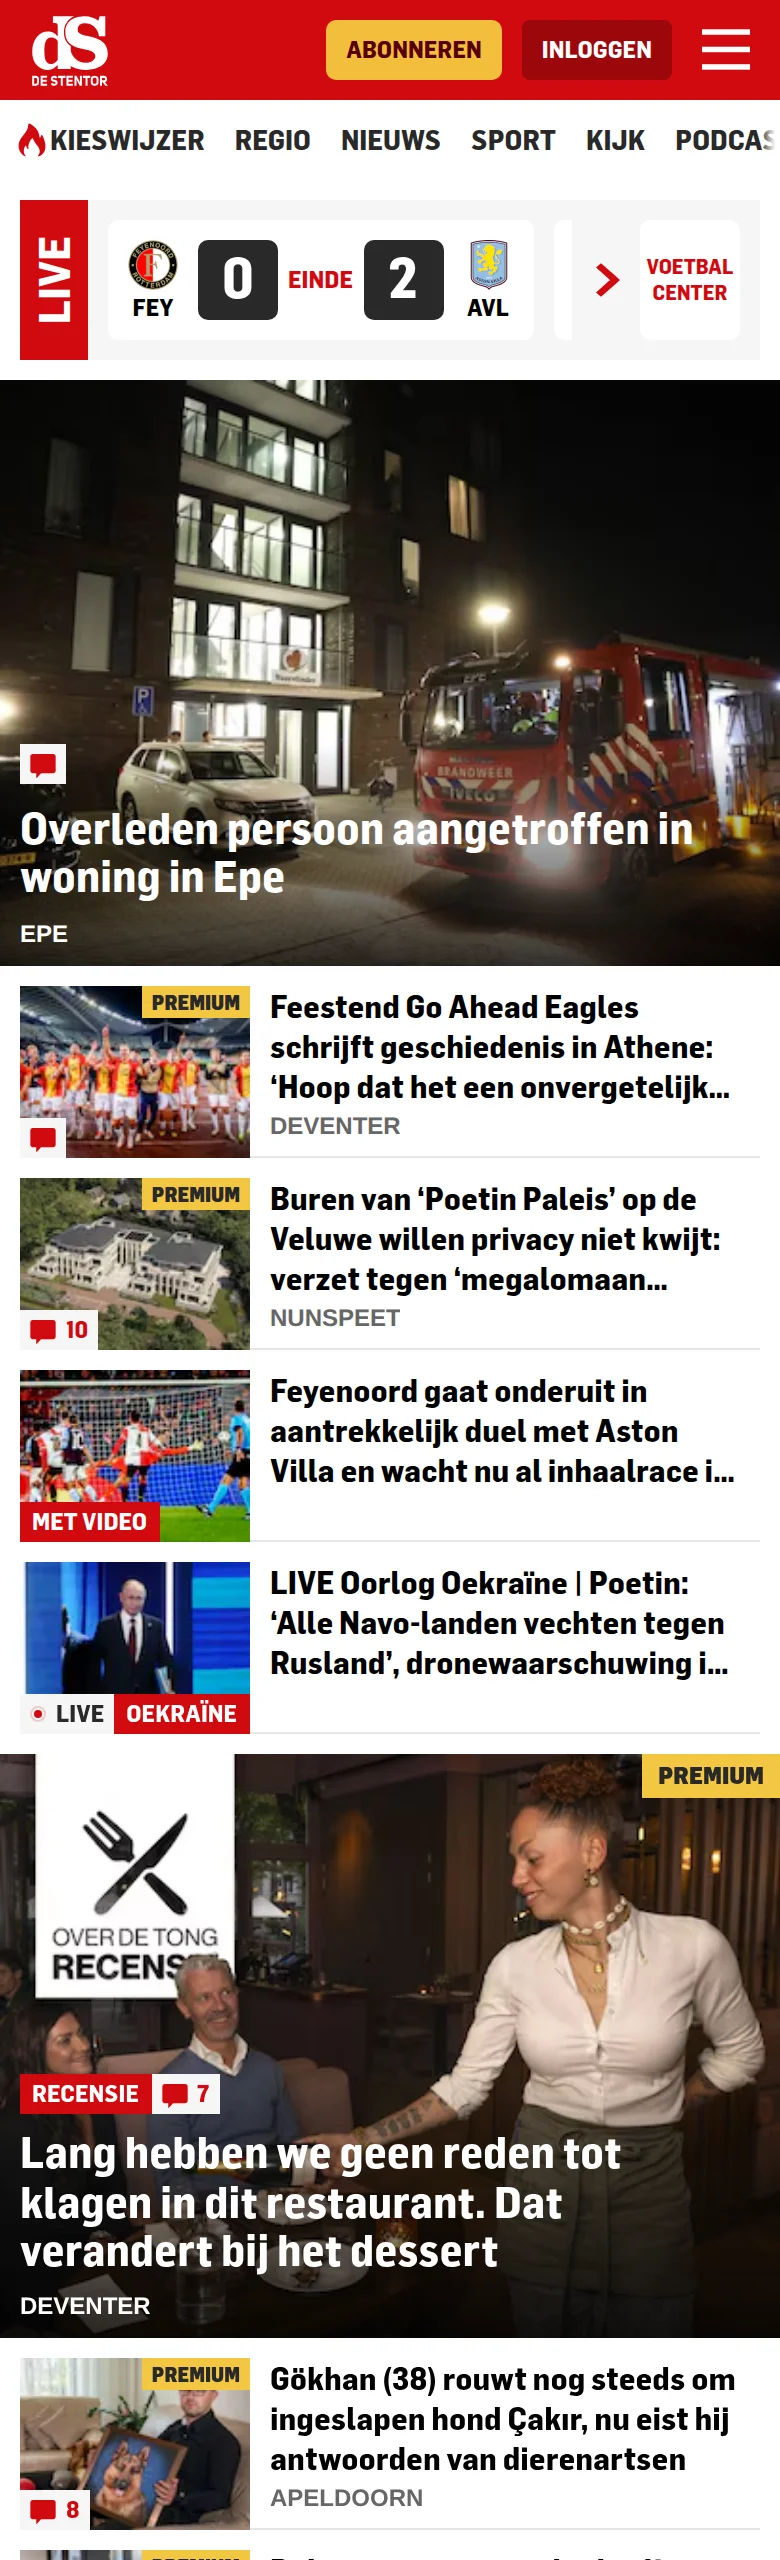 dS
DE STENTOR
ABONNEREN
INLOGGEN
KIESWIJZER REGIO NIEUWS SPORT KIJK PODCAS
LIVE
FEY
0
EINDE
2
AVL
VOETBAL
CENTER
P
BRANDWEER
IVECO
Overleden persoon aangetroffen in
woning in Epe
EPE
PREMIUM
Feestend Go Ahead Eagles
schrijft geschiedenis in Athene:
‘Hoop dat het een onvergetelijk...
DEVENTER
PREMIUM
10
Buren van ‘Poetin Paleis’ op de
Veluwe willen privacy niet kwijt:
verzet tegen ‘megalomaan...
NUNSPEET
MET VIDEO
Feyenoord gaat onderuit in
aantrekkelijk duel met Aston
Villa en wacht nu al inhaalrace i...
LIVE OEKRAÏNE
LIVE Oorlog Oekraïne | Poetin:
‘Alle Navo-landen vechten tegen
Rusland’, dronewaarschuwing i...
PREMIUM
OVER DE TONG
RECENS
RECENSIE 7
Lang hebben we geen reden tot
klagen in dit restaurant. Dat
verandert bij het dessert
DEVENTER
PREMIUM
8
Gökhan (38) rouwt nog steeds om
ingeslapen hond Çakır, nu eist hij
antwoorden van dierenartsen
APELDOORN
PREMIUM